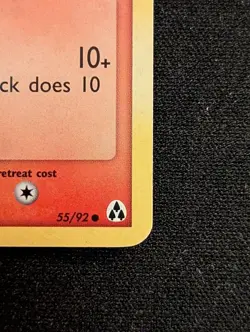 10+
ck does 10
retreat cost
55/92 ●